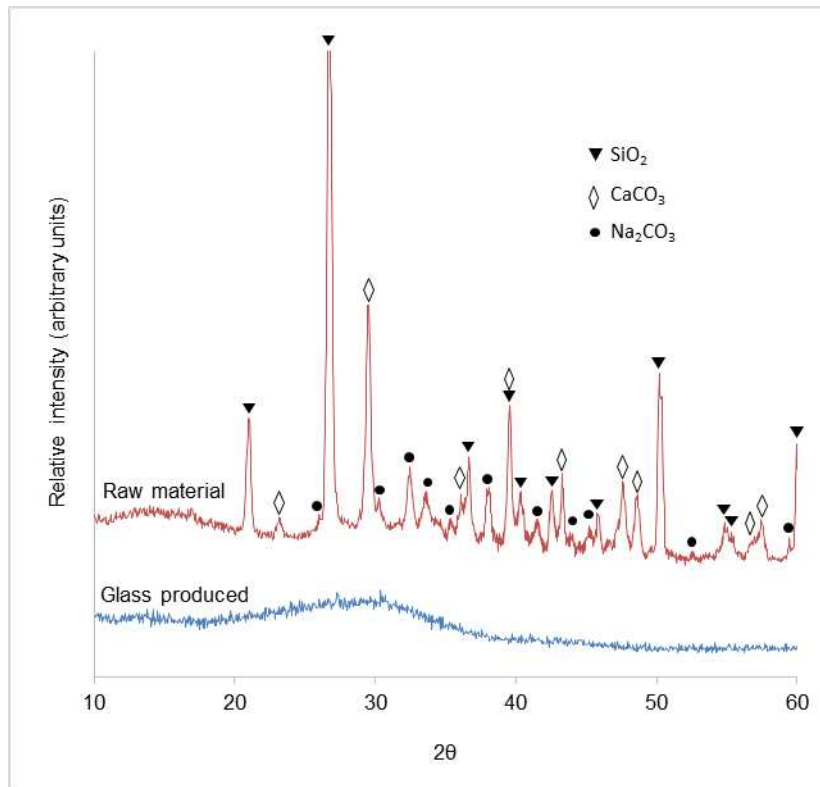 SiO₂
CaCO₃
Na₂CO₃
Relative intensity (arbitrary units)
Raw material
Glass produced
10 20 30 40 50 60
2θ